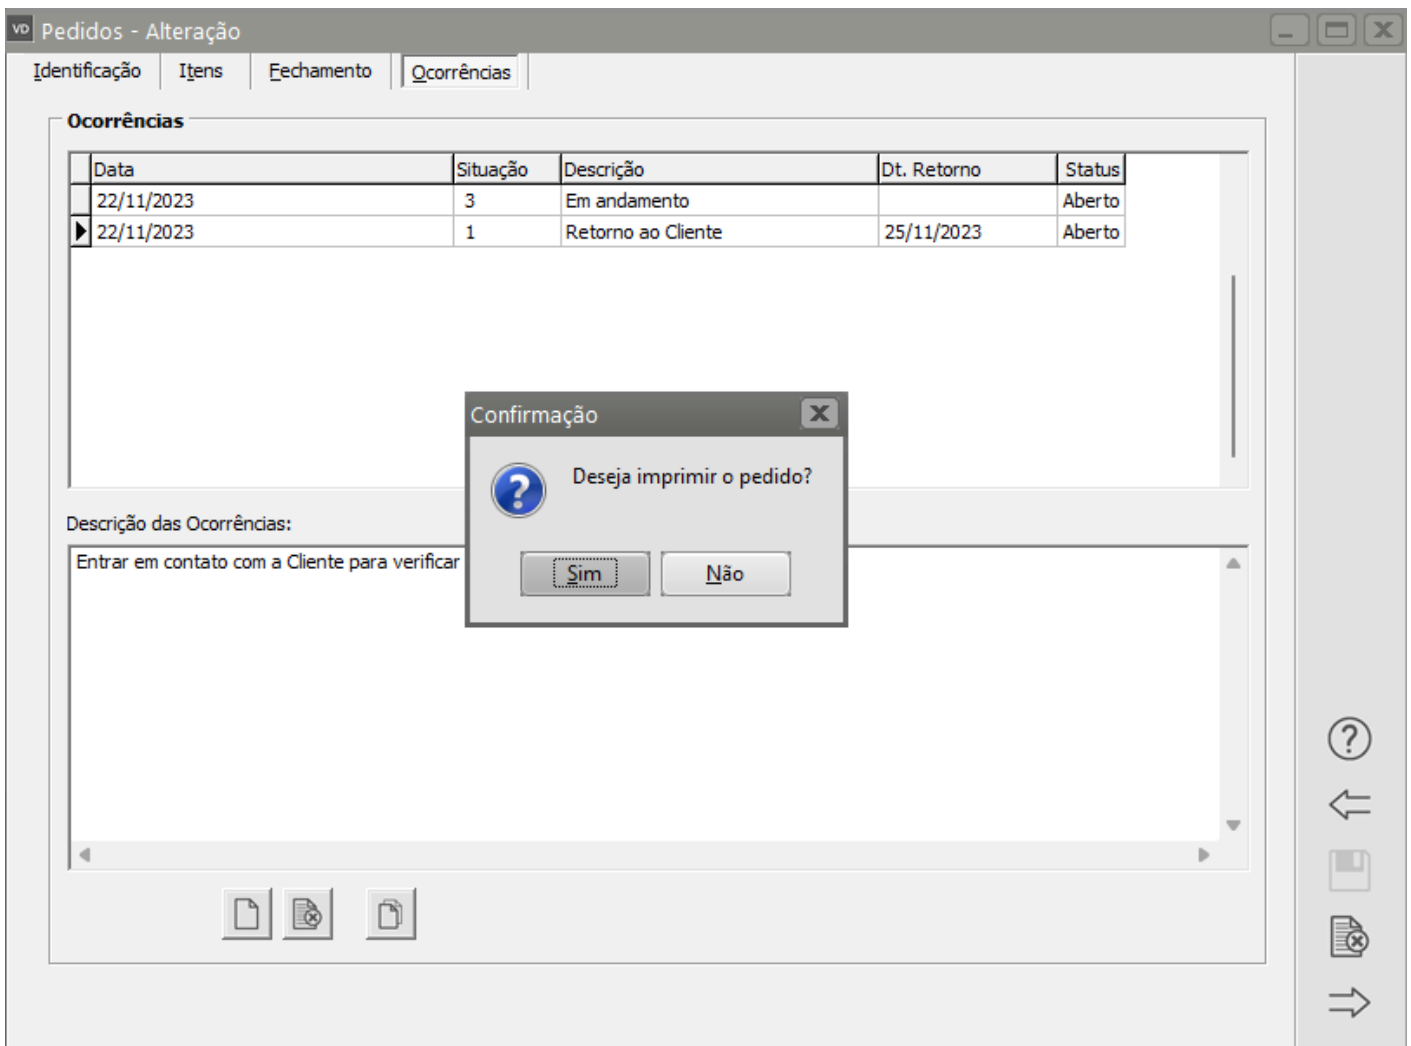 VD Pedidos - Alteração
Identificação Itens Fechamento Ocorrências
Ocorrências
Data Situação Descrição Dt. Retorno Status
22/11/2023 3 Em andamento Aberto
22/11/2023 1 Retorno ao Cliente 25/11/2023 Aberto
Confirmação
Deseja imprimir o pedido?
Sim Não
Descrição das Ocorrências:
Entrar em contato com a Cliente para verificar